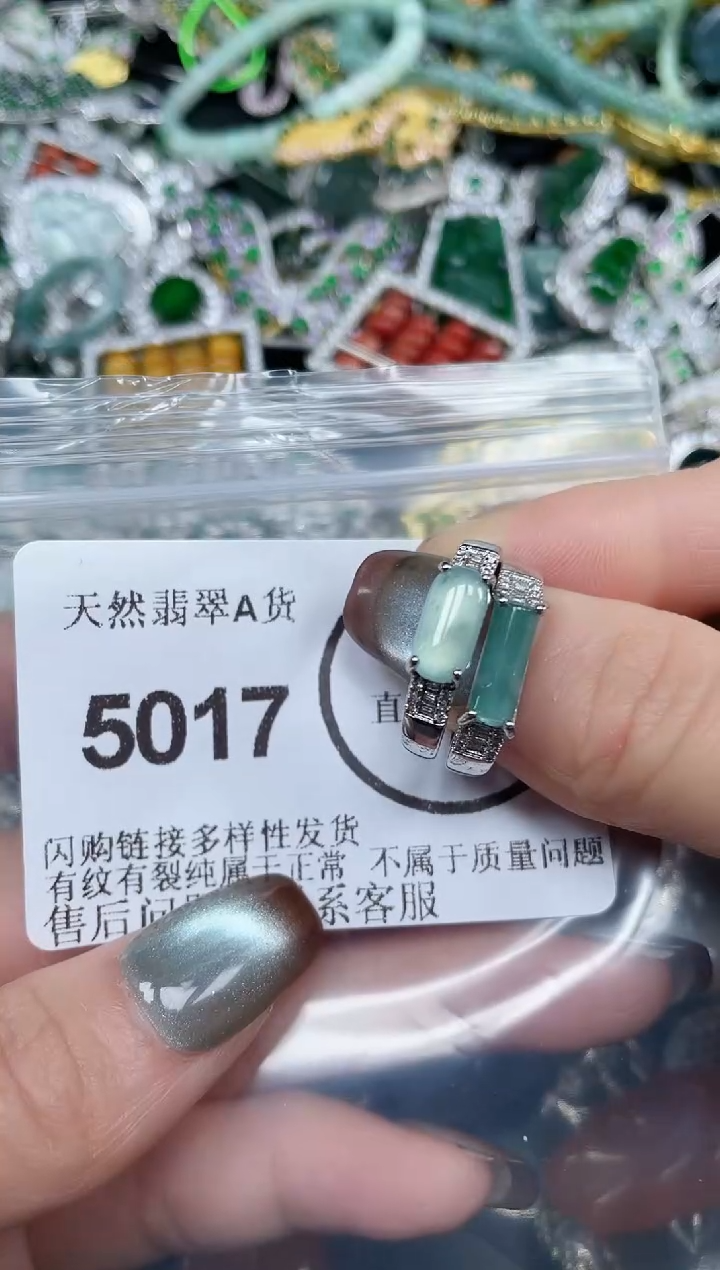 天然翡翠A货
5017
直
闪购链接多样性发货
有纹有裂纯属于正常 不属于质量问题
售后问 系客服